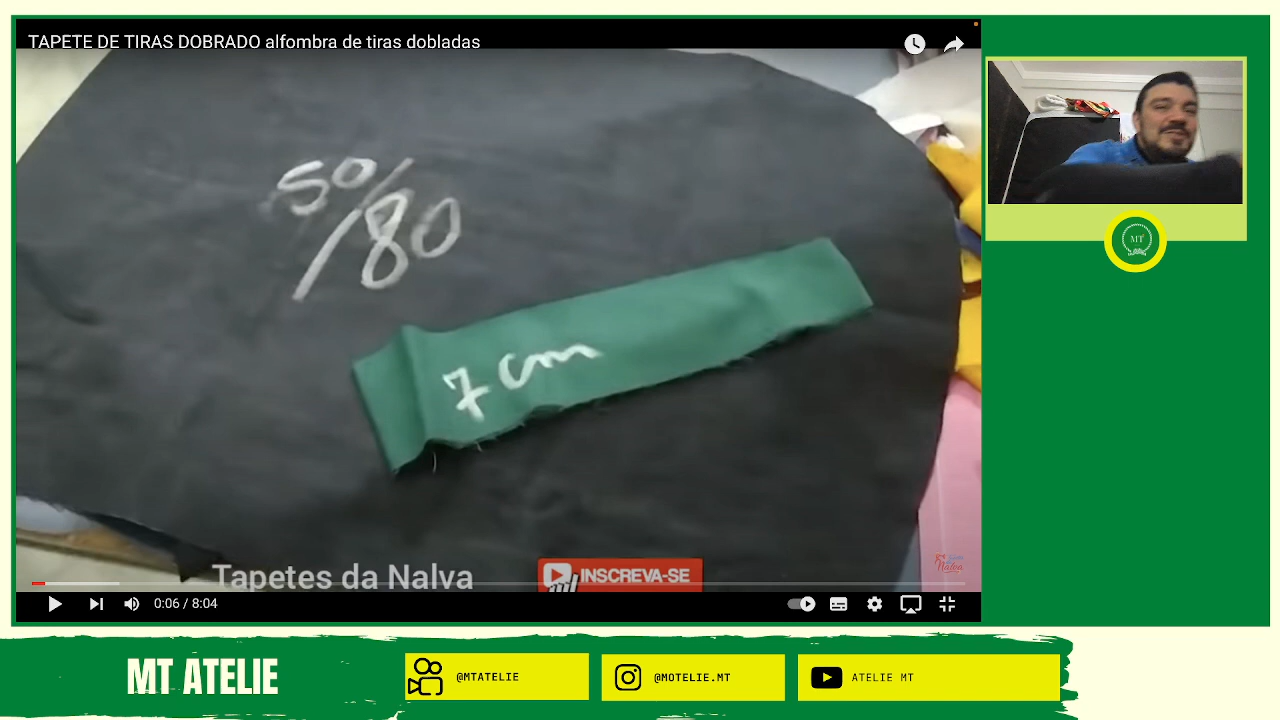 TAPETE DE TIRAS DOBRADO alfombra de tiras dobladas
50/80
7 cm
MT
Tapetes da Nalva
INSCREVA-SE
Nalva
0:06 / 8:04
MT ATELIE
@MTATELIE
@MOTELIE.MT
ATELIE MT